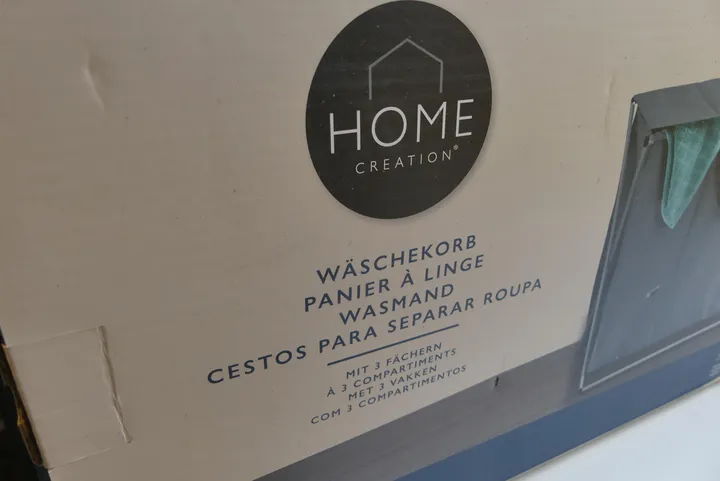 HOME
CREATION®
WÄSCHEKORB
PANIER À LINGE
WASMAND
CESTOS PARA SEPARAR ROUPA
MIT 3 FÄCHERN
À 3 COMPARTIMENTS
MET 3 VAKKEN
COM 3 COMPARTIMENTOS